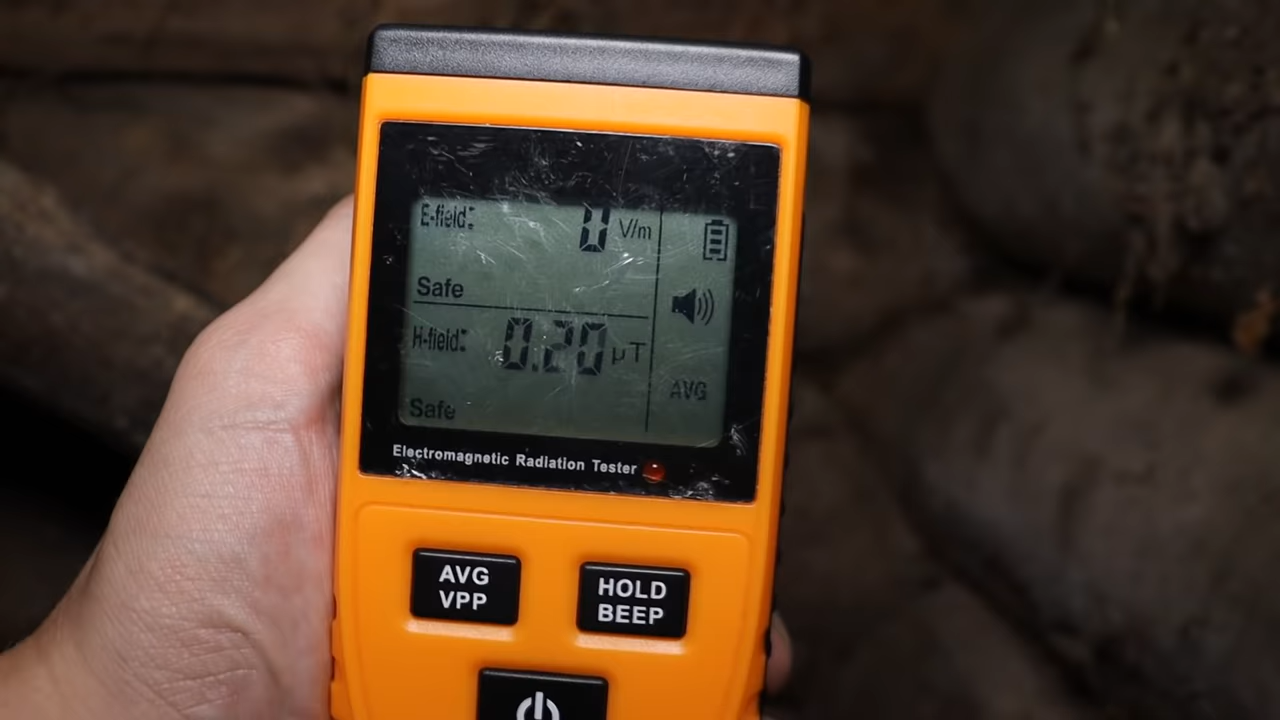 E-field: 0 V/m
Safe
H-field: 0.20 μT
Safe
AVG
Electromagnetic Radiation Tester
AVG
VPP
HOLD
BEEP